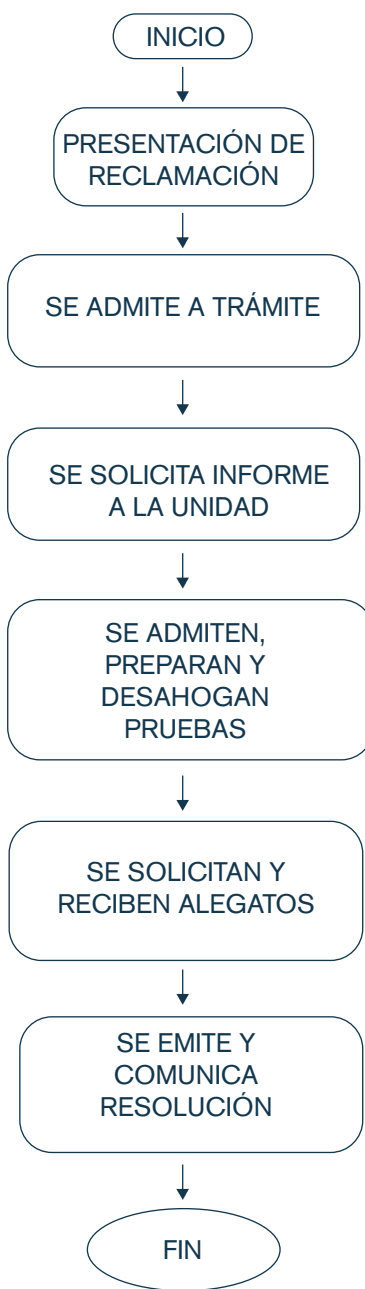 INICIO
PRESENTACIÓN DE
RECLAMACIÓN
SE ADMITE A TRÁMITE
SE SOLICITA INFORME
A LA UNIDAD
SE ADMITEN,
PREPARAN Y
DESAHOGAN
PRUEBAS
SE SOLICITAN Y
RECIBEN ALEGATOS
SE EMITE Y
COMUNICA
RESOLUCIÓN
FIN